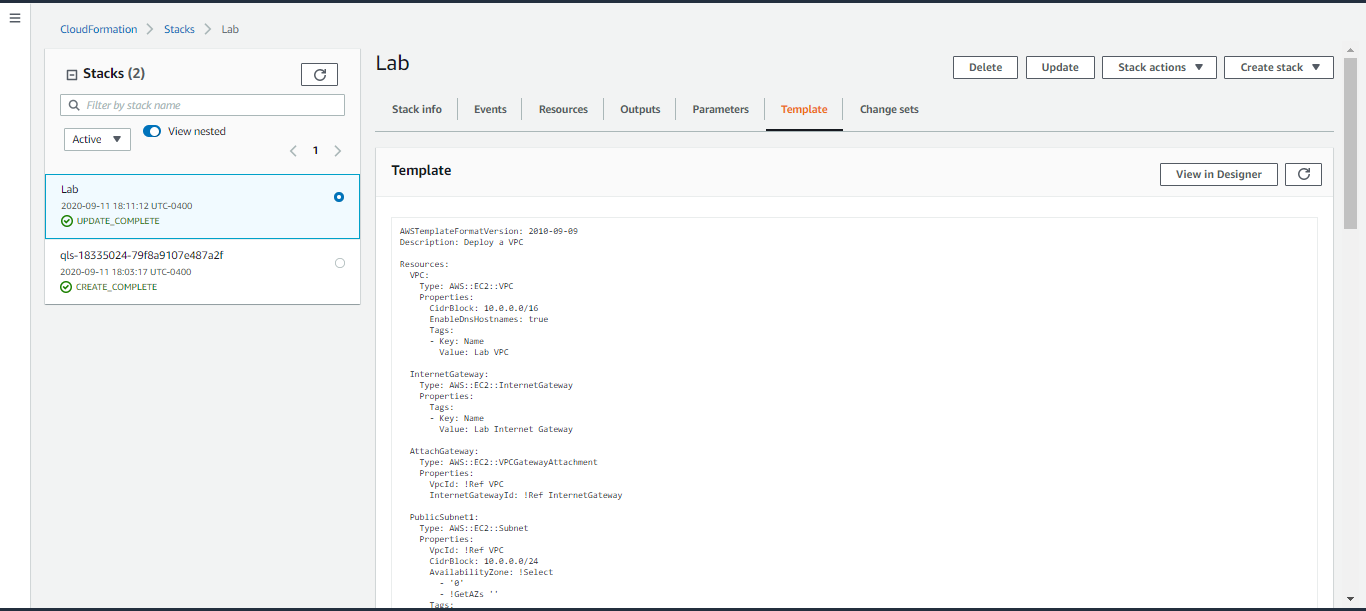 CloudFormation > Stacks > Lab
Stacks (2)
Filter by stack name
Active
View nested
1
Lab
2020-09-11 18:11:12 UTC-0400
UPDATE_COMPLETE
qls-18335024-79f8a9107e487a2f
2020-09-11 18:03:17 UTC-0400
CREATE_COMPLETE
Lab
Delete
Update
Stack actions
Create stack
Stack info
Events
Resources
Outputs
Parameters
Template
Change sets
Template
View in Designer
AWSTemplateFormatVersion: 2010-09-09
Description: Deploy a VPC
Resources:
  VPC:
    Type: AWS::EC2::VPC
    Properties:
      CidrBlock: 10.0.0.0/16
      EnableDnsHostnames: true
      Tags:
      - Key: Name
        Value: Lab VPC
  InternetGateway:
    Type: AWS::EC2::InternetGateway
    Properties:
      Tags:
      - Key: Name
        Value: Lab Internet Gateway
  AttachGateway:
    Type: AWS::EC2::VPCGatewayAttachment
    Properties:
      VpcId: !Ref VPC
      InternetGatewayId: !Ref InternetGateway
  PublicSubnet1:
    Type: AWS::EC2::Subnet
    Properties:
      VpcId: !Ref VPC
      CidrBlock: 10.0.0.0/24
      AvailabilityZone: !Select
        - '0'
        - !GetAZs ''
      Tags: